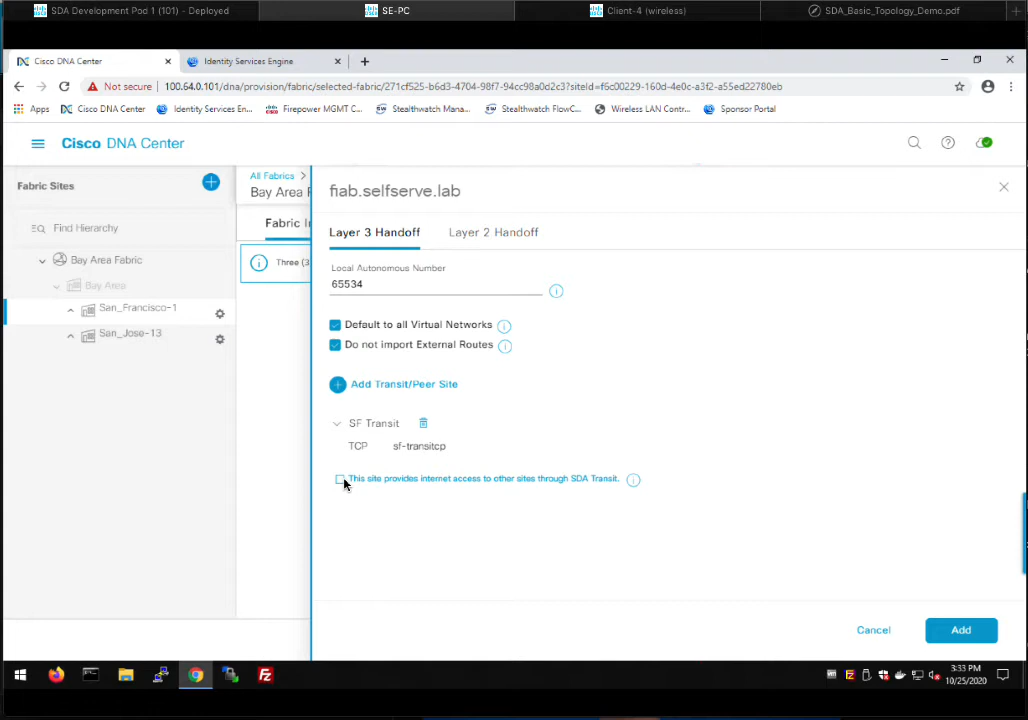 SDA Development Pod 1 (101) - Deployed
SE-PC
Client-4 (wireless)
SDA_Basic_Topology_Demo.pdf
Cisco DNA Center
Identity Services Engine
Not secure
100.64.0.101/dna/provision/fabric/selected-fabric/271cf525-b6d3-4704-98f7-94cc98a0d2c3?siteId=f6c00229-160d-4e0c-a3f2-a55ed22780eb
Apps
Cisco DNA Center
Identity Services En...
Firepower MGMT C...
Stealthwatch Mana...
Stealthwatch FlowC...
Wireless LAN Contr...
Sponsor Portal
Cisco DNA Center
Fabric Sites
Find Hierarchy
Bay Area Fabric
Bay Area
San_Francisco-1
San_Jose-13
All Fabrics >
Bay Area F
Fabric In
Three (3
fiab.selfserve.lab
Layer 3 Handoff
Layer 2 Handoff
Local Autonomous Number
65534
Default to all Virtual Networks
Do not import External Routes
Add Transit/Peer Site
SF Transit
TCP sf-transitcp
This site provides internet access to other sites through SDA Transit.
Cancel
Add
3:33 PM
10/25/2020